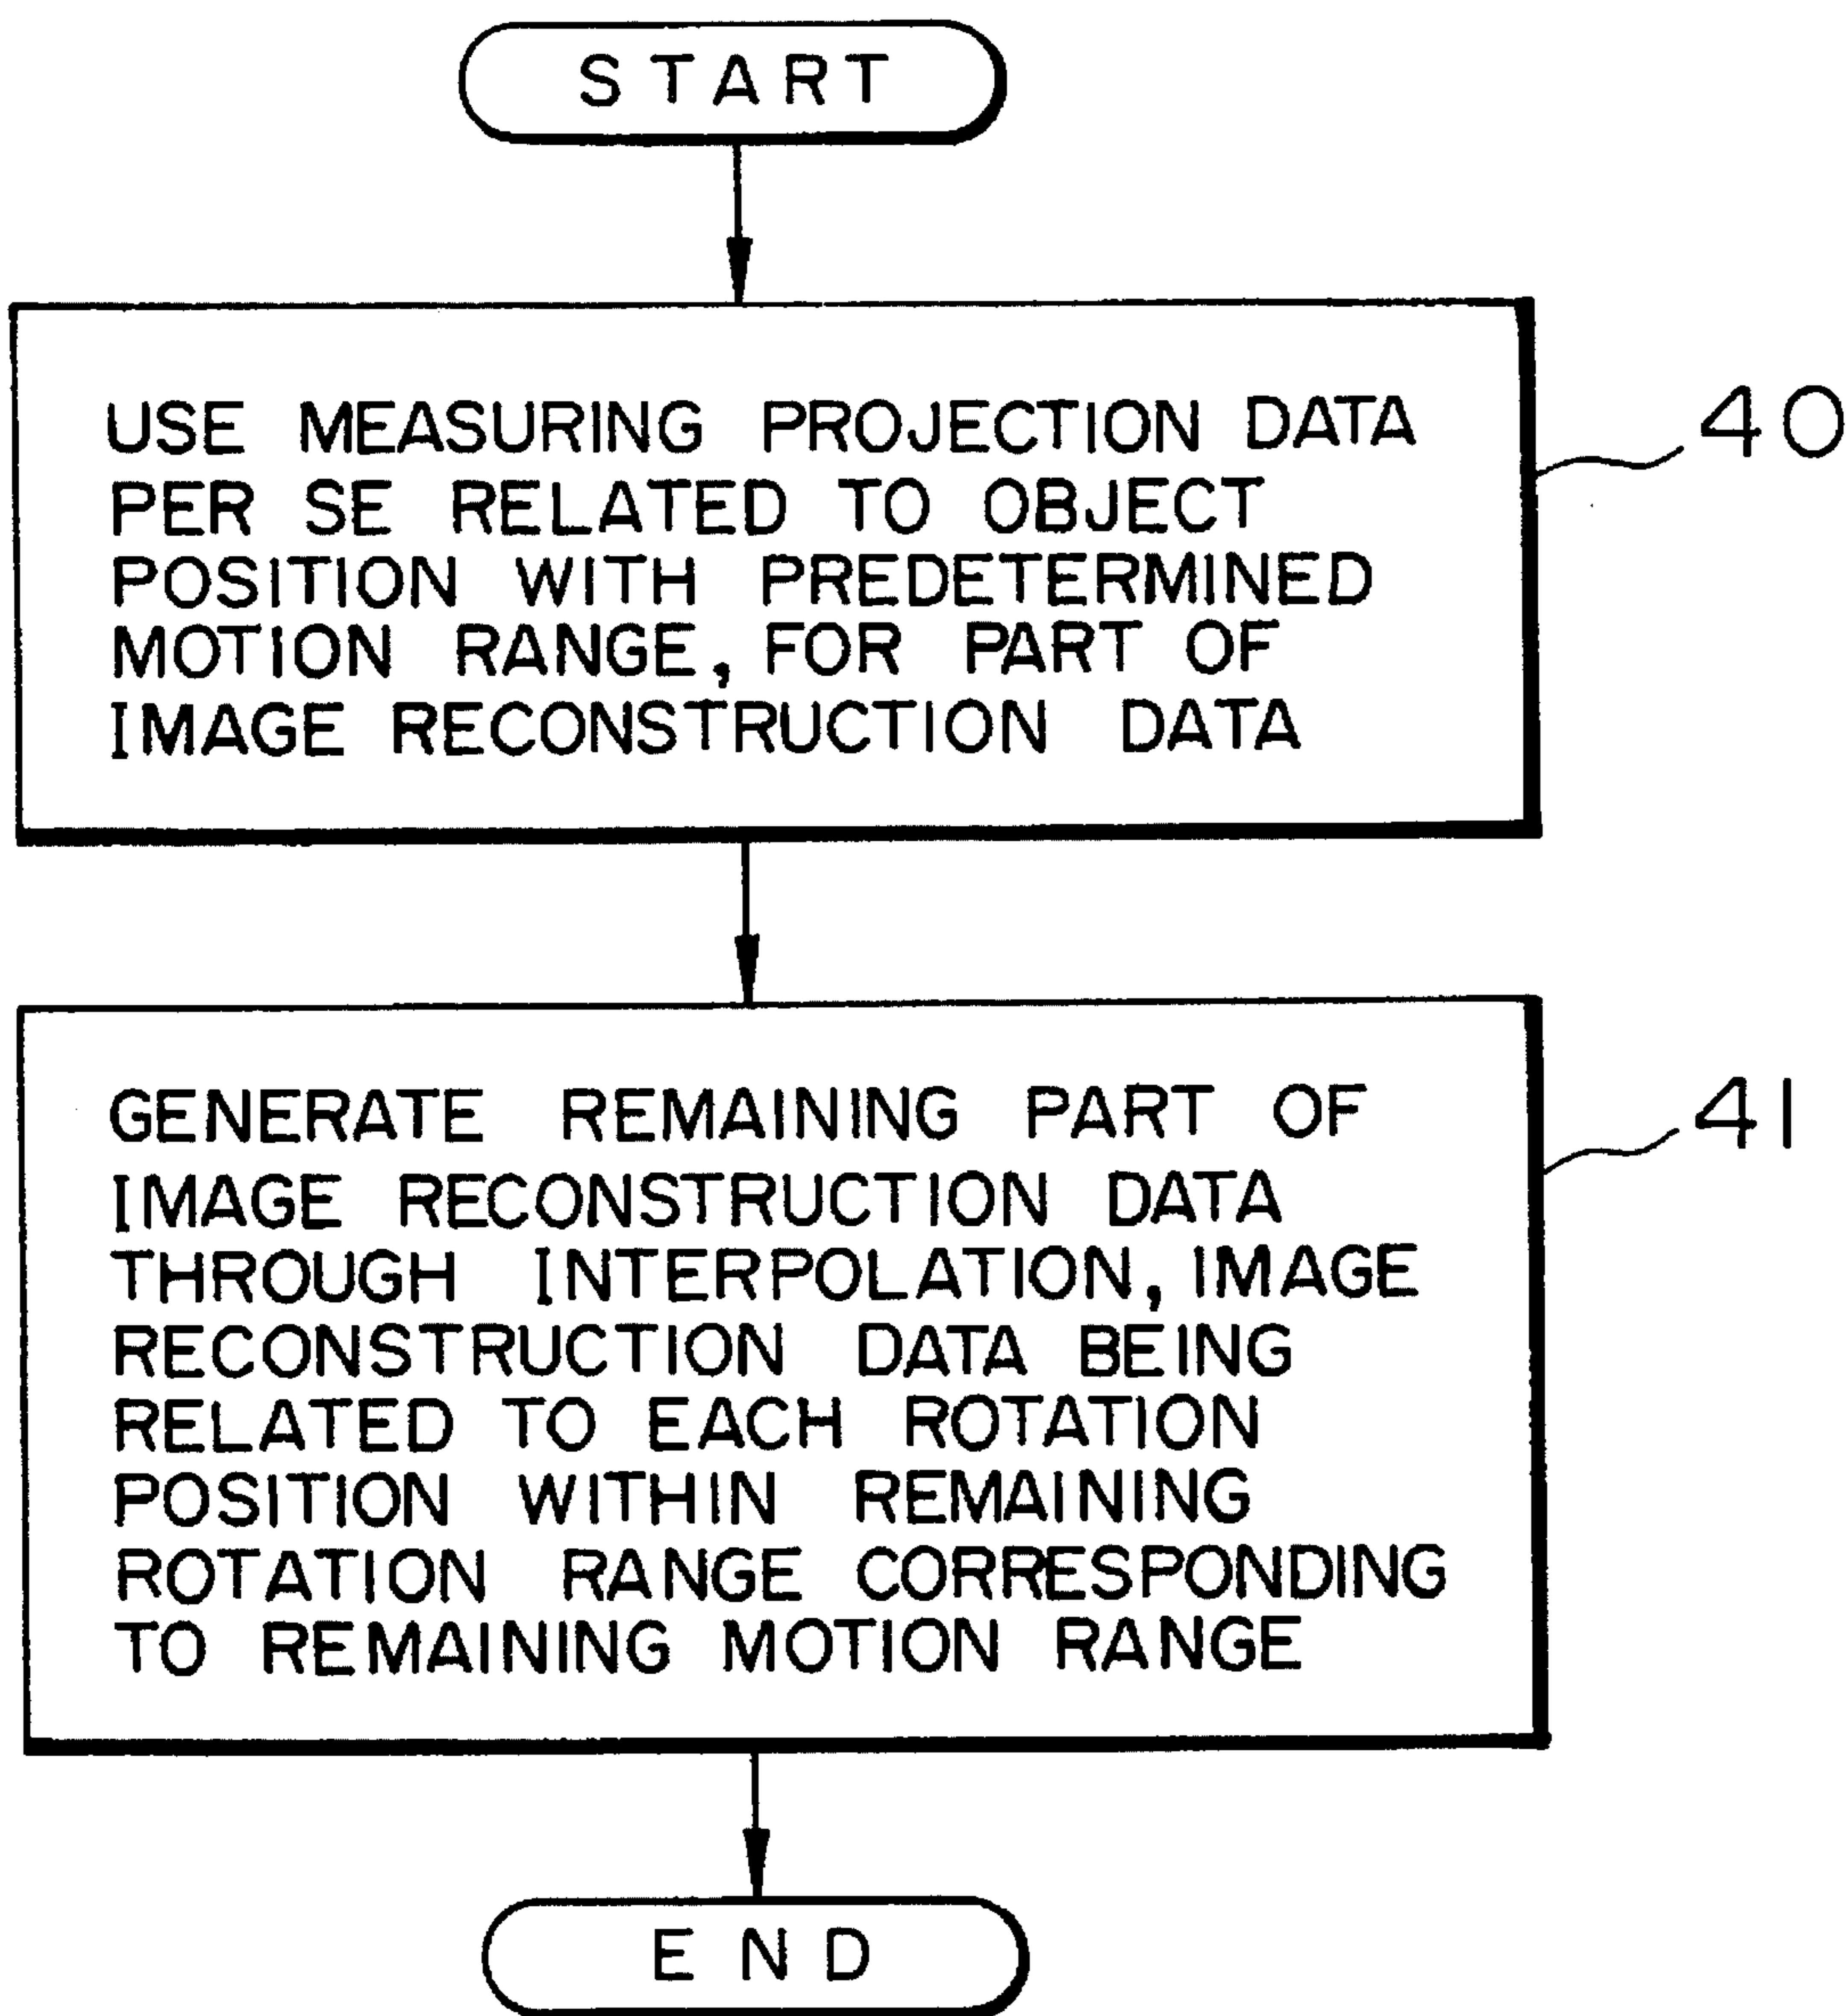 START
USE MEASURING PROJECTION DATA
PER SE RELATED TO OBJECT
POSITION WITH PREDETERMINED
MOTION RANGE, FOR PART OF
IMAGE RECONSTRUCTION DATA
40
GENERATE REMAINING PART OF
IMAGE RECONSTRUCTION DATA
THROUGH INTERPOLATION, IMAGE
RECONSTRUCTION DATA BEING
RELATED TO EACH ROTATION
POSITION WITHIN REMAINING
ROTATION RANGE CORRESPONDING
TO REMAINING MOTION RANGE
41
END